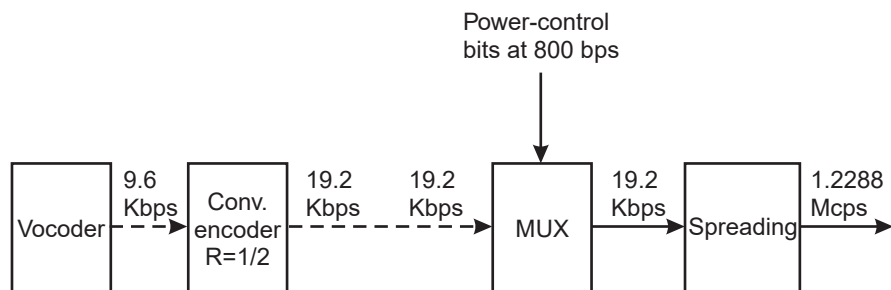 Power-control
bits at 800 bps
9.6
Kbps
19.2
Kbps
19.2
Kbps
19.2
Kbps
1.2288
Mcps
Vocoder
Conv.
encoder
R=1/2
MUX
Spreading